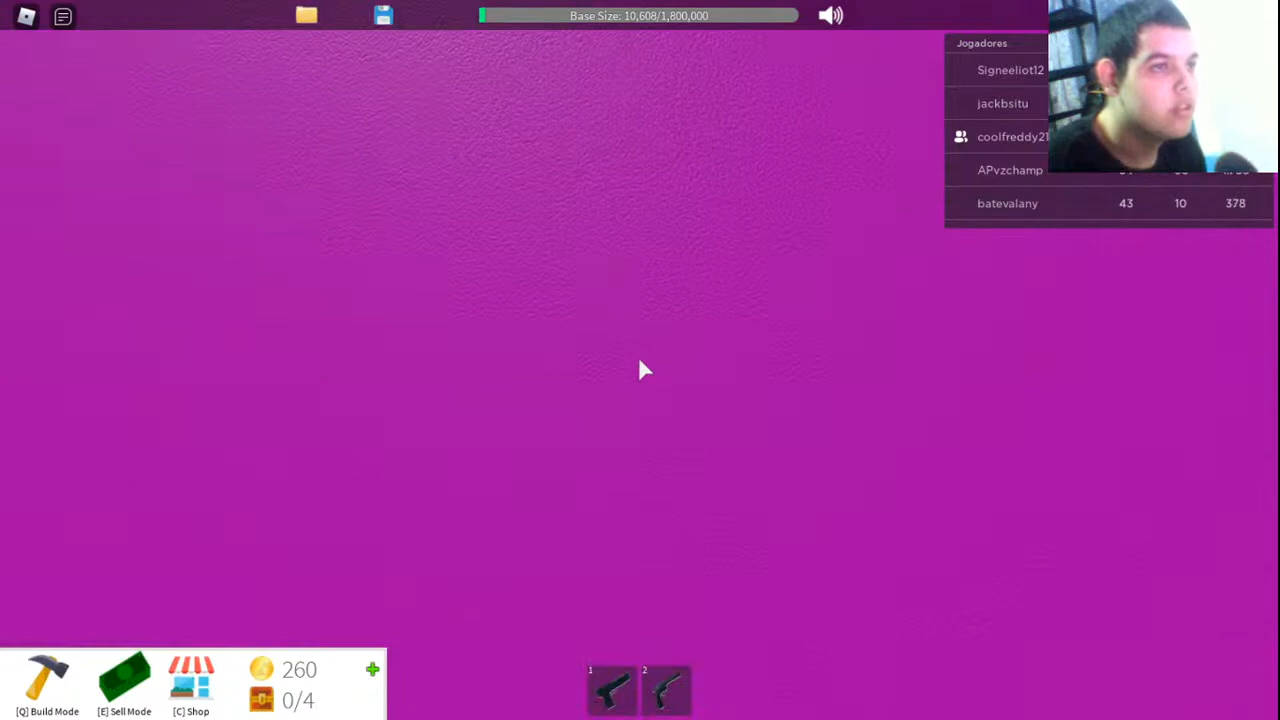 Base Size: 10,608/1,800,000
Jogadores
Signeeliot12
jackbsitu
coolfreddy21
APvzchamp
batevalany 43 10 378
260
0/4
[Q] Build Mode [E] Sell Mode [C] Shop
1 2